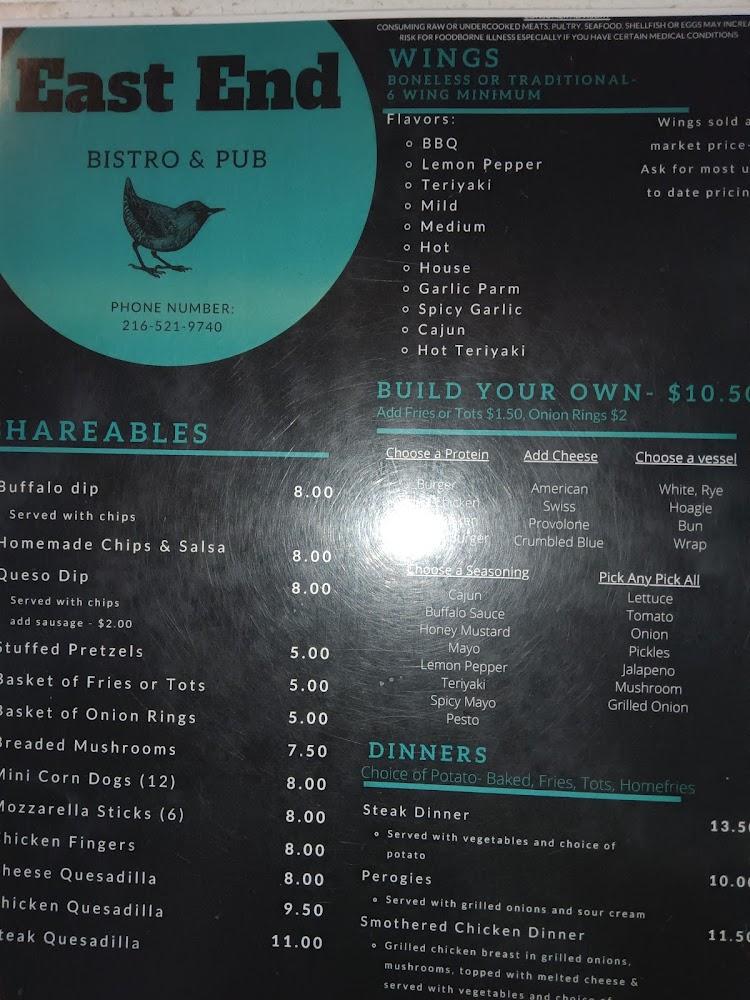 CONSUMING RAW OR UNDERCOOKED MEATS, PULTRY, SEAFOOD, SHELLFISH OR EGGS MAY
RISK FOR FOODBORNE ILLNESS ESPECIALLY IF YOU HAVE CERTAIN MEDICAL CONDITIONS
East End
BISTRO & PUB
PHONE NUMBER:
216-521-9740
WINGS
BONELESS OR TRADITIONAL-
6 WING MINIMUM
Flavors:
BBQ
Lemon Pepper
Teriyaki
Mild
Medium
Hot
House
Garlic Parm
Spicy Garlic
Cajun
Hot Teriyaki
Wings sold
market price-
Ask for most
to date
BUILD YOUR OWN- $10.50
Add Fries or Tots $1.50, Onion Rings $2
Choose a Protein
Burger
Add Cheese
American
Swiss
Provolone
Crumbled Blue
Choose a vessel
White, Rye
Hoagie
Bun
Wrap
Choose a Seasoning
Cajun
Buffalo Sauce
Honey Mustard
Mayo
Lemon Pepper
Teriyaki
Spicy Mayo
Pesto
Pick Any Pick All
Lettuce
Tomato
Onion
Pickles
Jalapeno
Mushroom
Grilled Onion
HAREABLES
Buffalo dip 8.00
Served with chips
Homemade Chips & Salsa 8.00
Queso Dip 8.00
Served with chips
add sausage - $2.00
Stuffed Pretzels 5.00
Basket of Fries or Tots 5.00
Basket of Onion Rings 5.00
Breaded Mushrooms 7.50
Mini Corn Dogs (12) 8.00
Mozzarella Sticks (6) 8.00
hicken Fingers 8.00
heese Quesadilla 8.00
hicken Quesadilla 9.50
teak Quesadilla 11.00
DINNERS
Choice of Potato- Baked, Fries, Tots, Homefries
Steak Dinner 13.50
Served with vegetables and choice of
potato
Perogies 10.00
Served with grilled onions and sour cream
Smothered Chicken Dinner 11.50
Grilled chicken breast in grilled onions,
mushrooms, topped with melted cheese &
served with vegetables and choice of